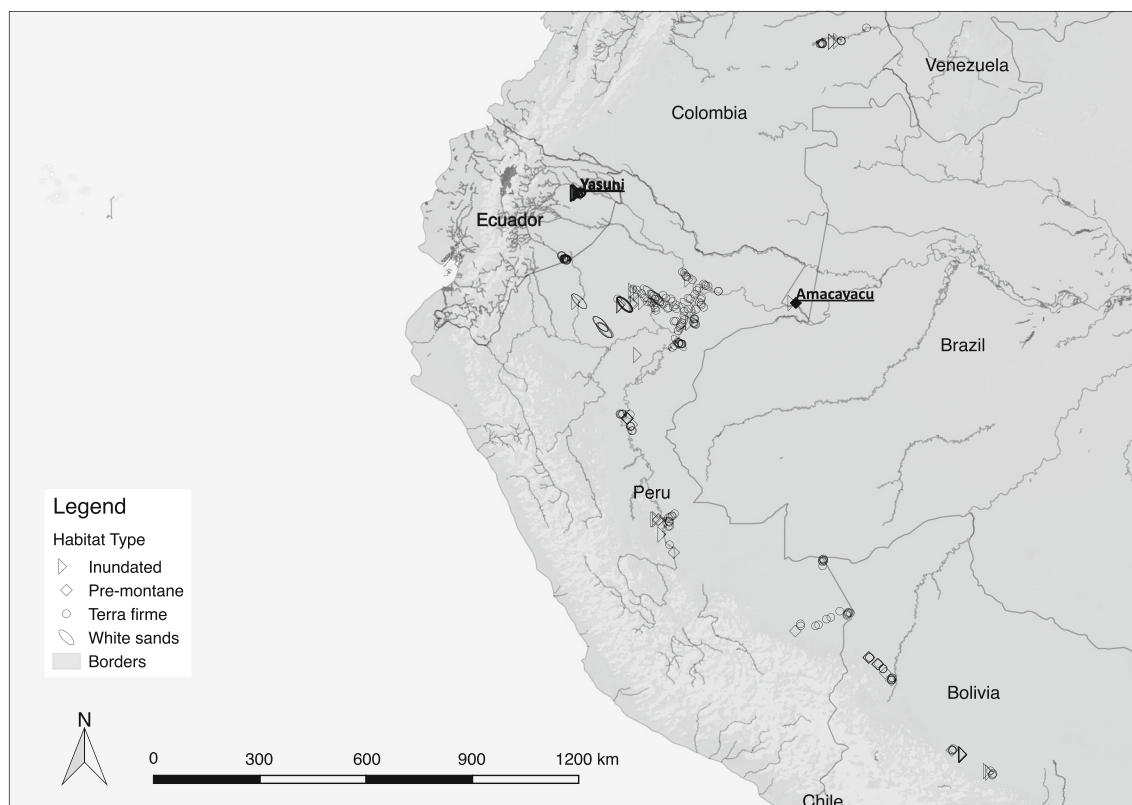 Venezuela
Colombia
Yasuhi
Ecuador
Amacayacu
Brazil
Peru
Legend
Habitat Type
Inundated
Pre-montane
Terra firme
White sands
Borders
Bolivia
N
0 300 600 900 1200 km
Chile